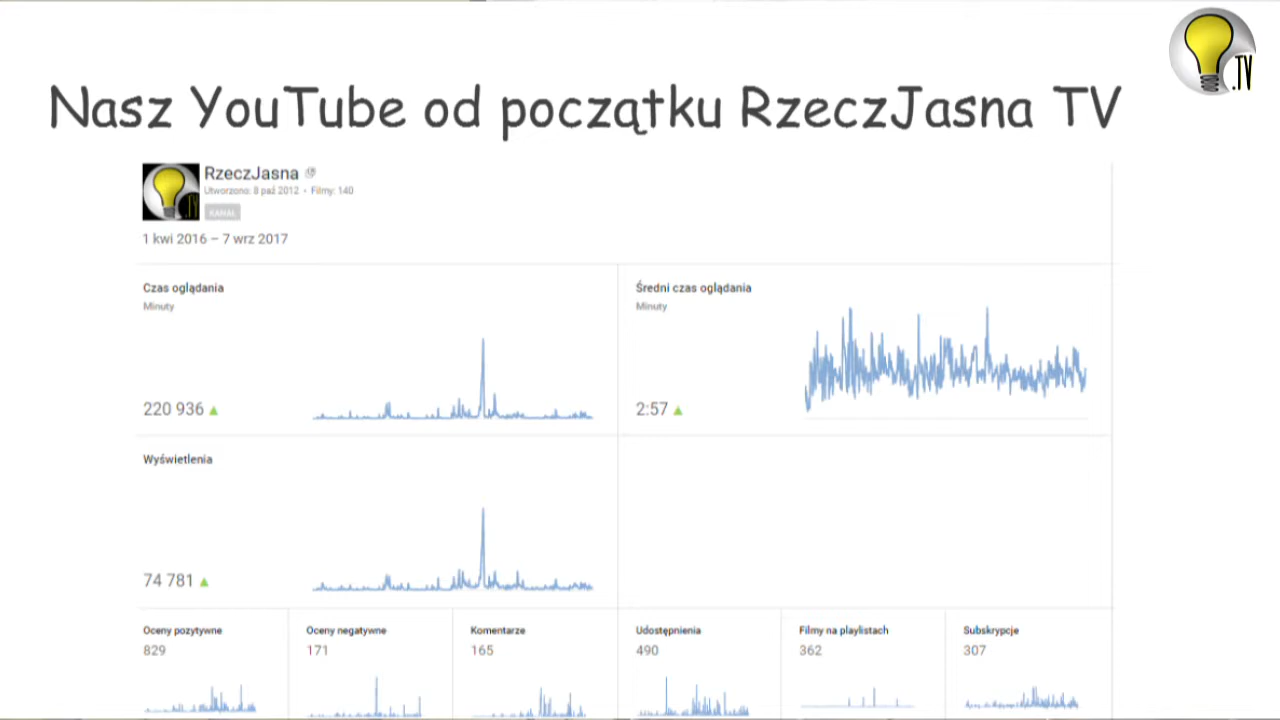 .TV
Nasz YouTube od początku RzeczJasna TV
RzeczJasna
Utworzono: 8 paź 2012 • Filmy: 140
KANAŁ
1 kwi 2016 – 7 wrz 2017
Czas oglądania
Minuty
220 936
Średni czas oglądania
Minuty
2:57
Wyświetlenia
74 781
Oceny pozytywne
829
Oceny negatywne
171
Komentarze
165
Udostępnienia
490
Filmy na playlistach
362
Subskrypcje
307